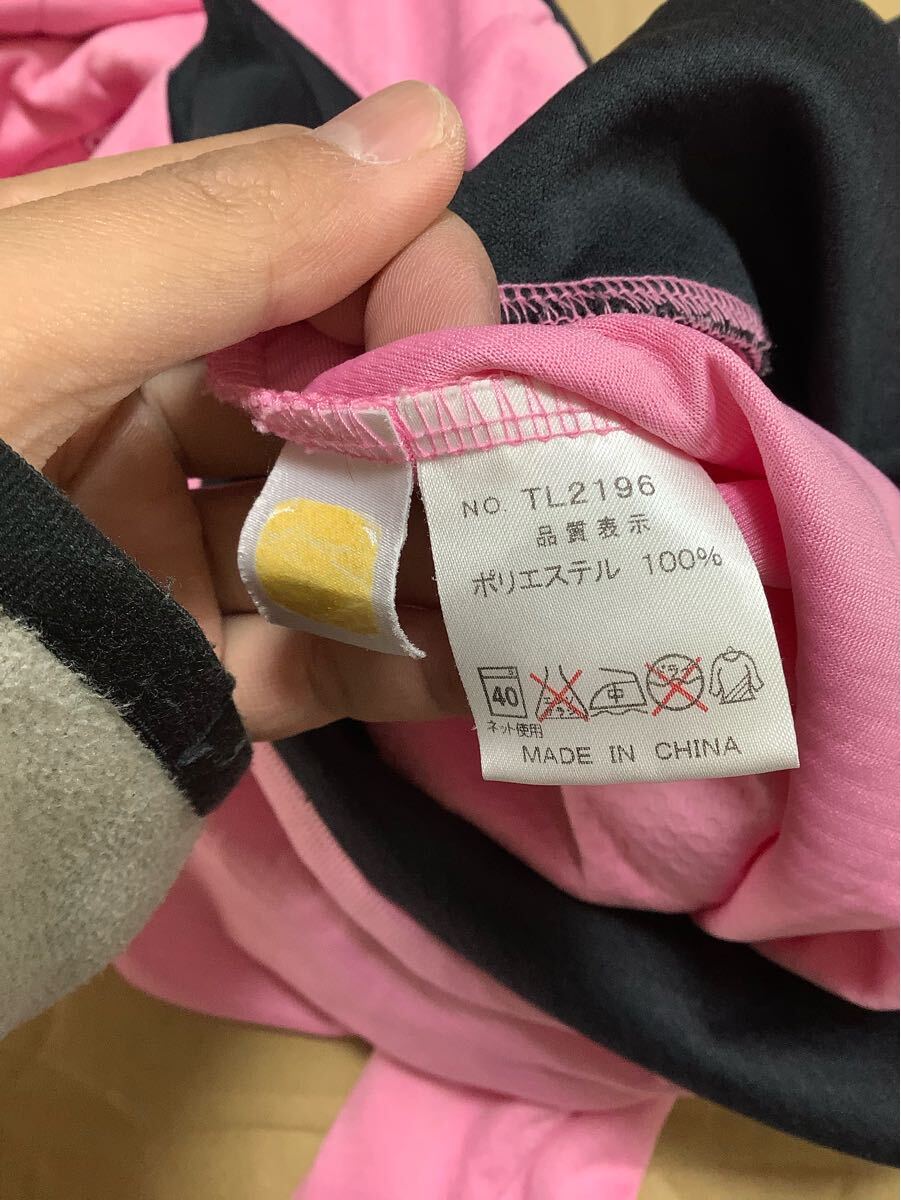 NO. TL2196
品質表示
ポリエステル 100%
40 中
ネット使用
MADE IN CHINA